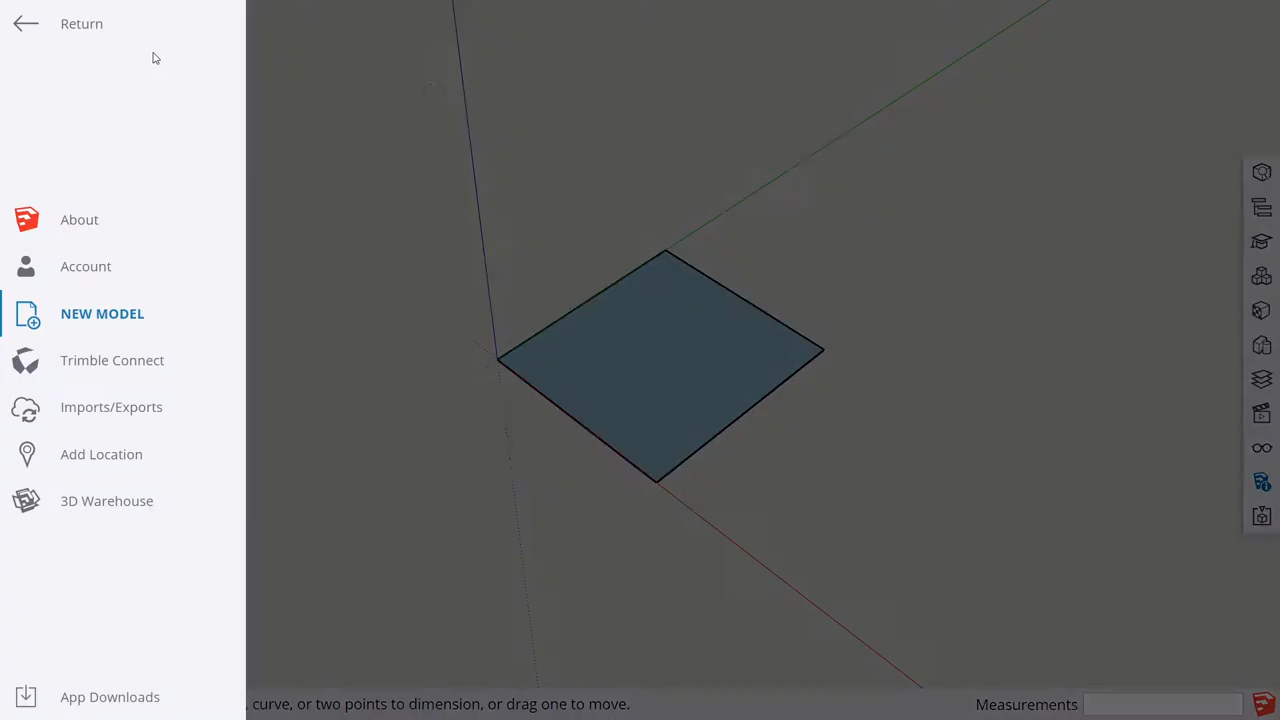 Return
About
Account
NEW MODEL
Trimble Connect
Imports/Exports
Add Location
3D Warehouse
App Downloads
, curve, or two points to dimension, or drag one to move.
Measurements